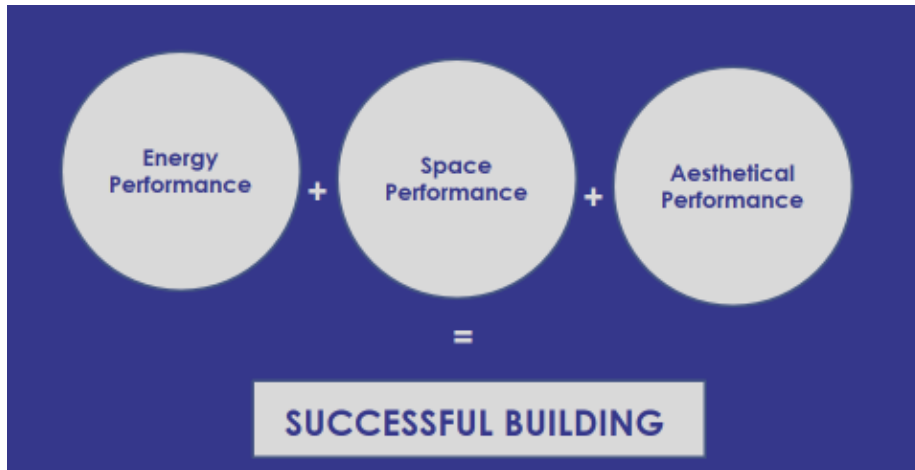 Energy
Performance
+
Space
Performance
+
Aesthetical
Performance
=
SUCCESSFUL BUILDING